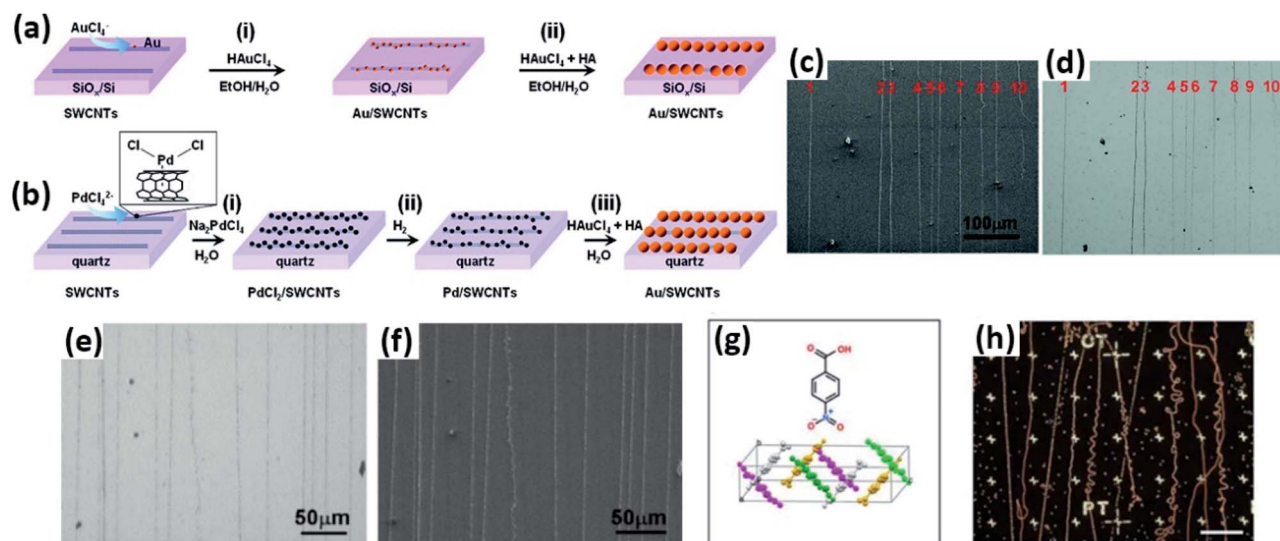 (a)
AuCl₄⁻
Au
SiOₓ/Si
SWCNTs
(i)
HAuCl₄
EtOH/H₂O
SiOₓ/Si
Au/SWCNTs
(ii)
HAuCl₄ + HA
EtOH/H₂O
SiOₓ/Si
Au/SWCNTs
(b)
Cl Cl
Pd
PdCl₄²⁻
quartz
SWCNTs
(i)
Na₂PdCl₄
H₂O
quartz
PdCl₂/SWCNTs
(ii)
H₂
quartz
Pd/SWCNTs
(iii)
HAuCl₄ + HA
H₂O
quartz
Au/SWCNTs
(c)
1 2 3 4 5 6 7 8 9 10
100μm
(d)
1 2 3 4 5 6 7 8 9 10
(e)
50μm
(f)
50μm
(g)
O OH
N⁺
O⁻ O
(h)
CT
PT